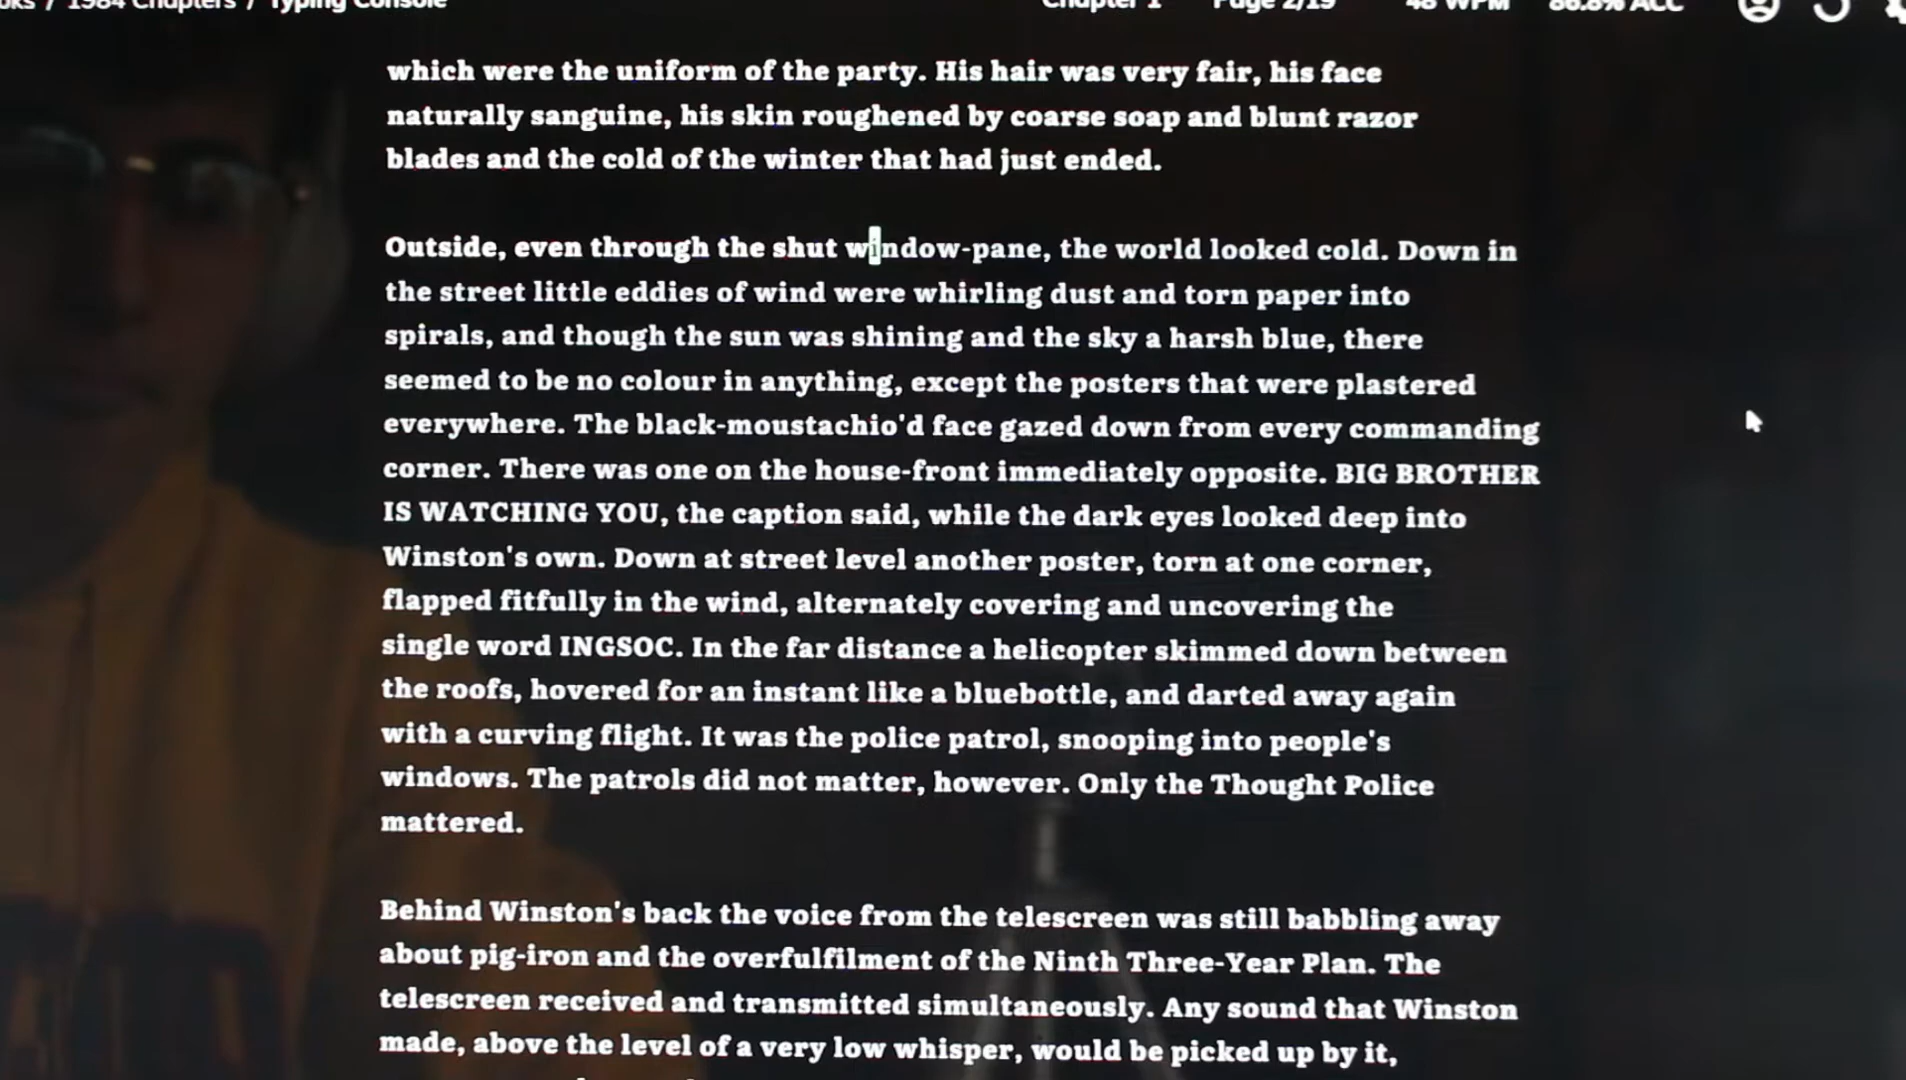 / 1984 Chapters / Typing Console
Chapter 1 Page 2/19 48 WPM ACC
which were the uniform of the party. His hair was very fair, his face
naturally sanguine, his skin roughened by coarse soap and blunt razor
blades and the cold of the winter that had just ended.
Outside, even through the shut window-pane, the world looked cold. Down in
the street little eddies of wind were whirling dust and torn paper into
spirals, and though the sun was shining and the sky a harsh blue, there
seemed to be no colour in anything, except the posters that were plastered
everywhere. The black-moustachio'd face gazed down from every commanding
corner. There was one on the house-front immediately opposite. BIG BROTHER
IS WATCHING YOU, the caption said, while the dark eyes looked deep into
Winston's own. Down at street level another poster, torn at one corner,
flapped fitfully in the wind, alternately covering and uncovering the
single word INGSOC. In the far distance a helicopter skimmed down between
the roofs, hovered for an instant like a bluebottle, and darted away again
with a curving flight. It was the police patrol, snooping into people's
windows. The patrols did not matter, however. Only the Thought Police
mattered.
Behind Winston's back the voice from the telescreen was still babbling away
about pig-iron and the overfulfilment of the Ninth Three-Year Plan. The
telescreen received and transmitted simultaneously. Any sound that Winston
made, above the level of a very low whisper, would be picked up by it,